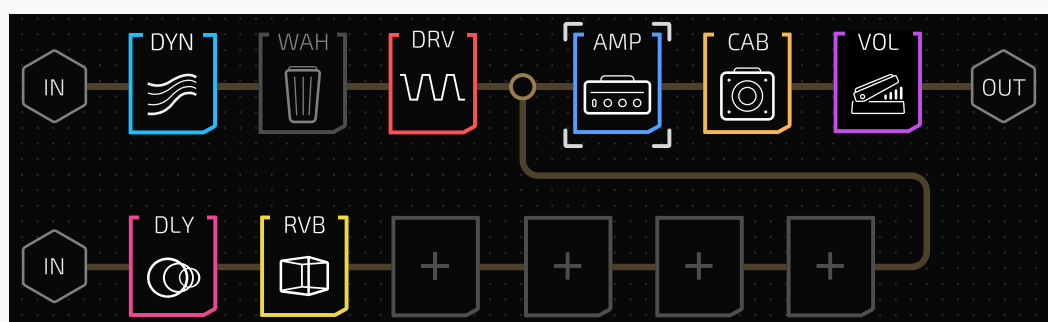 IN DYN WAH DRV AMP CAB VOL OUT
IN DLY RVB + + + +